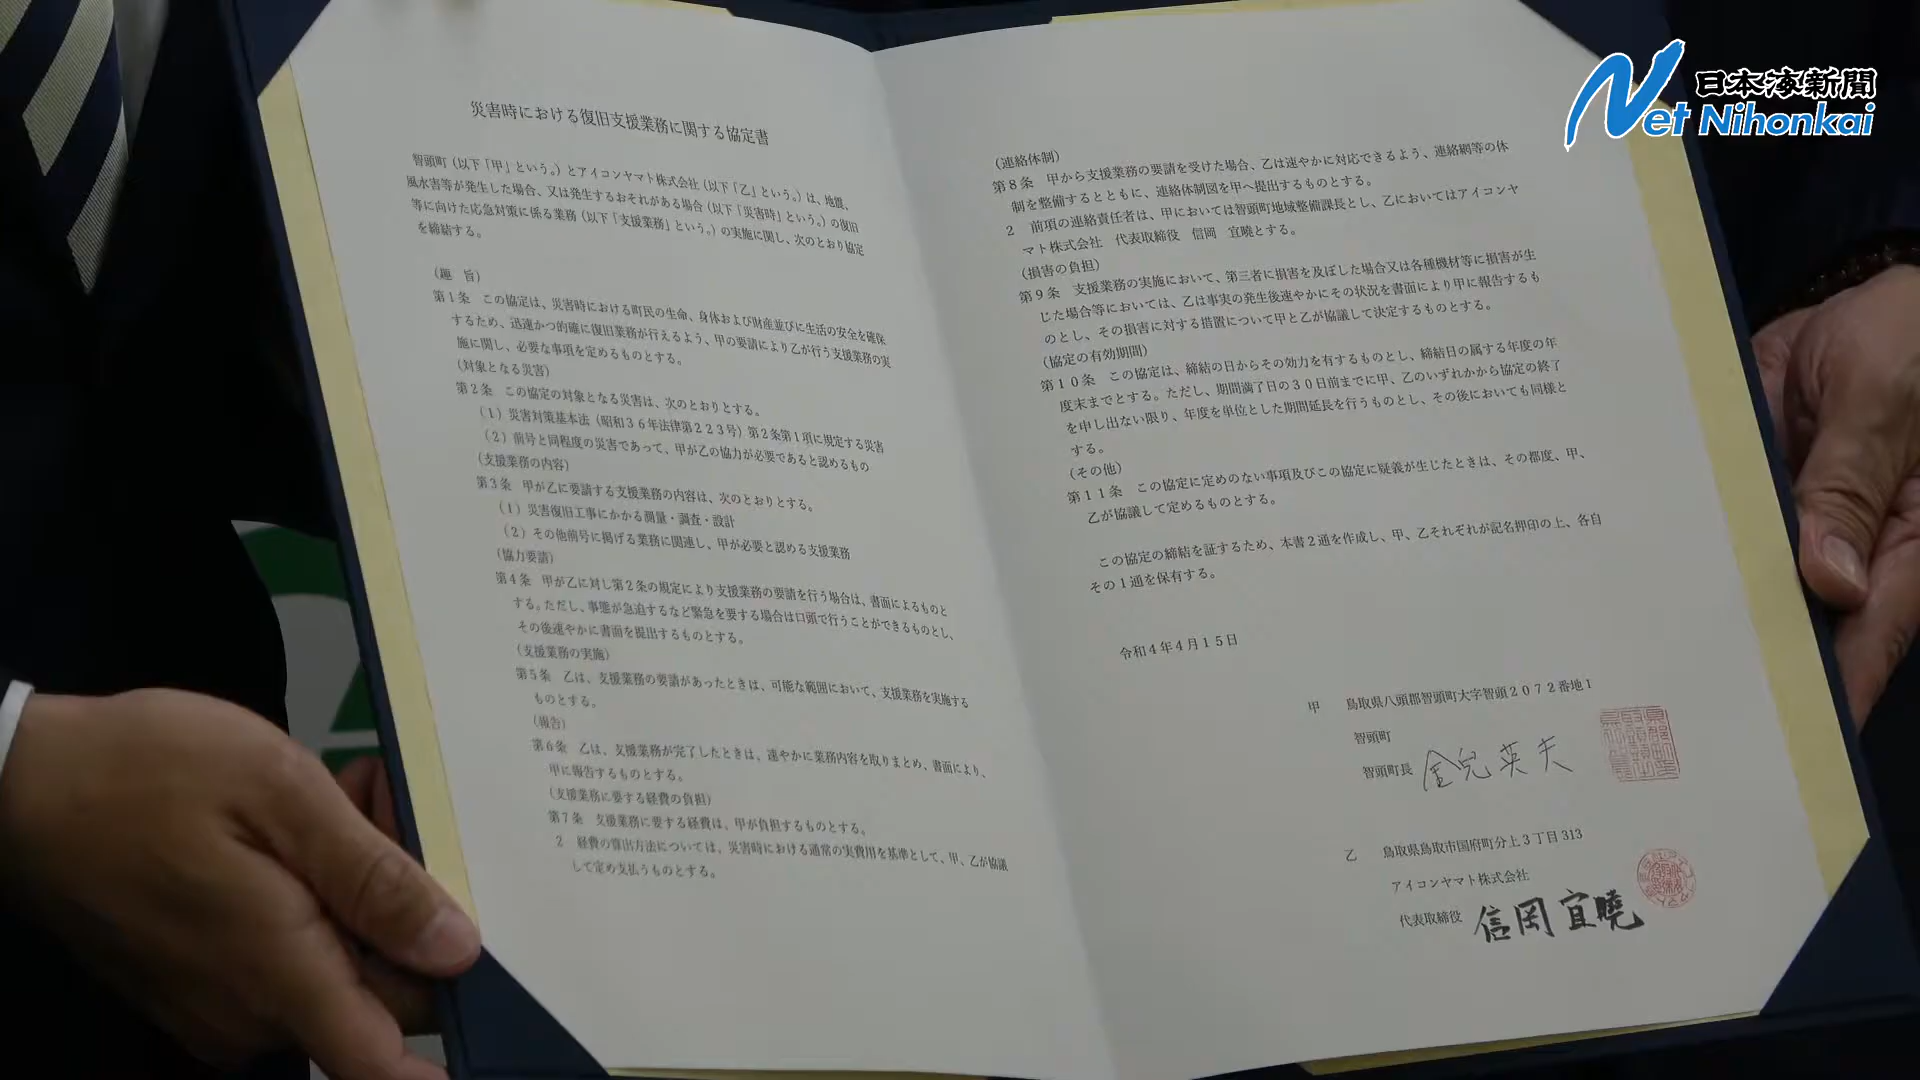 日本海新聞
Net Nihonkai
災害時における復旧支援業務に関する協定書
智頭町（以下「甲」という。）とアイコンヤマト株式会社（以下「乙」という。）は、地震、
風水害等が発生した場合、又は発生するおそれがある場合（以下「災害時」という。）の復旧
等に向けた応急対策に係る業務（以下「支援業務」という。）の実施に関し、次のとおり協定
を締結する。
（趣　旨）
第１条　この協定は、災害時における町民の生命、身体および財産並びに生活の安全を確保
するため、迅速かつ的確に復旧業務が行えるよう、甲の要請により乙が行う支援業務の実
施に関し、必要な事項を定めるものとする。
（対象となる災害）
第２条　この協定の対象となる災害は、次のとおりとする。
（１）災害対策基本法（昭和３６年法律第２２３号）第２条第１項に規定する災害
（２）前号と同程度の災害であって、甲が乙の協力が必要であると認めるもの
（支援業務の内容）
第３条　甲が乙に要請する支援業務の内容は、次のとおりとする。
（１）災害復旧工事にかかる測量・調査・設計
（２）その他前号に掲げる業務に関連し、甲が必要と認める支援業務
（協力要請）
第４条　甲が乙に対し第２条の規定により支援業務の要請を行う場合は、書面によるものと
する。ただし、事態が急迫するなど緊急を要する場合は口頭で行うことができるものとし、
その後速やかに書面を提出するものとする。
（支援業務の実施）
第５条　乙は、支援業務の要請があったときは、可能な範囲において、支援業務を実施する
ものとする。
（報告）
第６条　乙は、支援業務が完了したときは、速やかに業務内容を取りまとめ、書面により、
甲に報告するものとする。
（支援業務に要する経費の負担）
第７条　支援業務に要する経費は、甲が負担するものとする。
２　経費の算出方法については、災害時における通常の実費用を基準として、甲、乙が協議
して定め支払うものとする。
（連絡体制）
第８条　甲から支援業務の要請を受けた場合、乙は速やかに対応できるよう、連絡網等の体
制を整備するとともに、連絡体制図を甲へ提出するものとする。
２　前項の連絡責任者は、甲においては智頭町地域整備課長とし、乙においてはアイコンヤ
マト株式会社　代表取締役　信岡　宜曉とする。
（損害の負担）
第９条　支援業務の実施において、第三者に損害を及ぼした場合又は各種機材等に損害が生
じた場合等においては、乙は事実の発生後速やかにその状況を書面により甲に報告するも
のとし、その損害に対する措置について甲と乙が協議して決定するものとする。
（協定の有効期間）
第１０条　この協定は、締結の日からその効力を有するものとし、締結日の属する年度の年
度末までとする。ただし、期間満了日の３０日前までに甲、乙のいずれかから協定の終了
を申し出ない限り、年度を単位とした期間延長を行うものとし、その後においても同様と
する。
（その他）
第１１条　この協定に定めのない事項及びこの協定に疑義が生じたときは、その都度、甲、
乙が協議して定めるものとする。
この協定の締結を証するため、本書２通を作成し、甲、乙それぞれが記名押印の上、各自
その１通を保有する。
令和４年４月１５日
甲　鳥取県八頭郡智頭町大字智頭２０７２番地１
智頭町
智頭町長　金兒英夫
乙　鳥取県鳥取市国府町分上３丁目313
アイコンヤマト株式会社
代表取締役　信岡宜曉